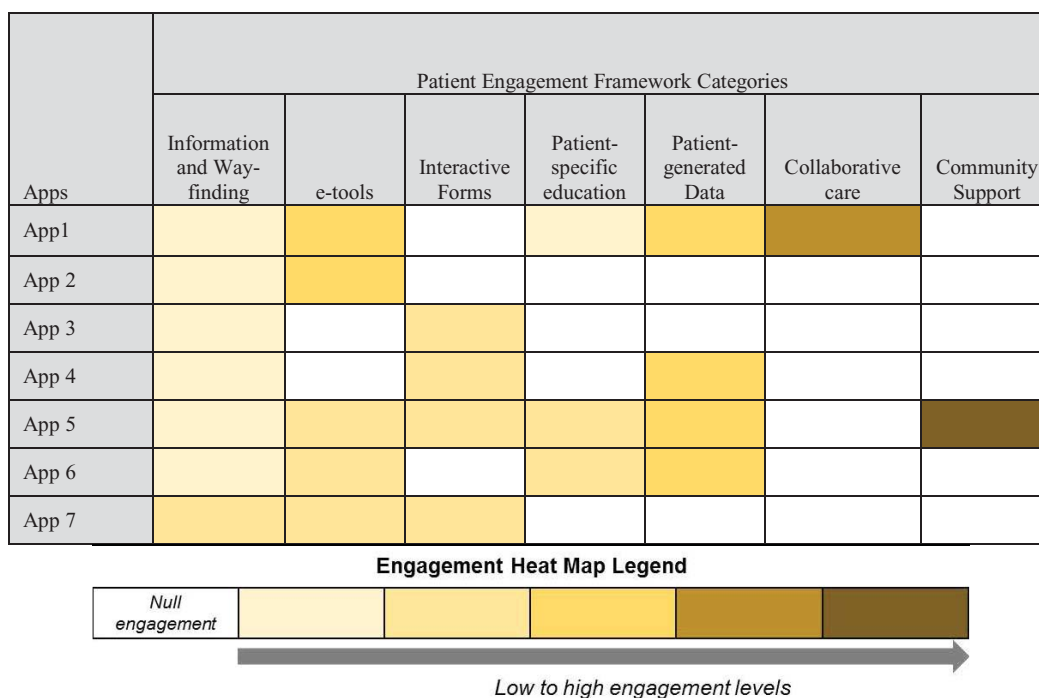 Patient Engagement Framework Categories
Apps
Information
and Way-
finding
e-tools
Interactive
Forms
Patient-
specific
education
Patient-
generated
Data
Collaborative
care
Community
Support
App1
App 2
App 3
App 4
App 5
App 6
App 7
Engagement Heat Map Legend
Null
engagement
Low to high engagement levels